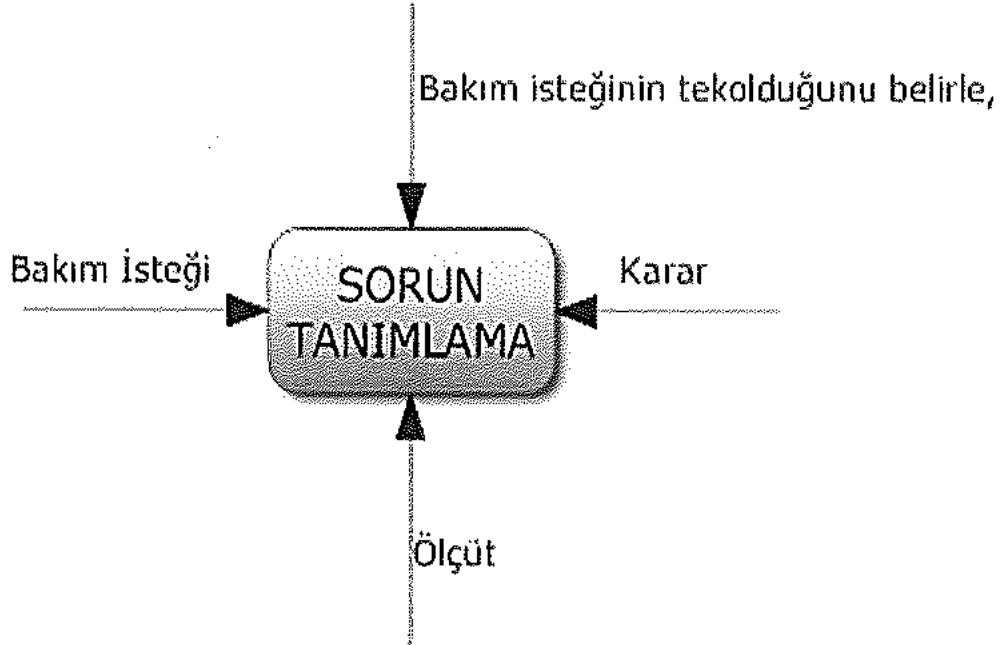 Bakım isteğinin tekolduğunu belirle,
Bakım İsteği
SORUN
TANIMLAMA
Karar
Ölçüt